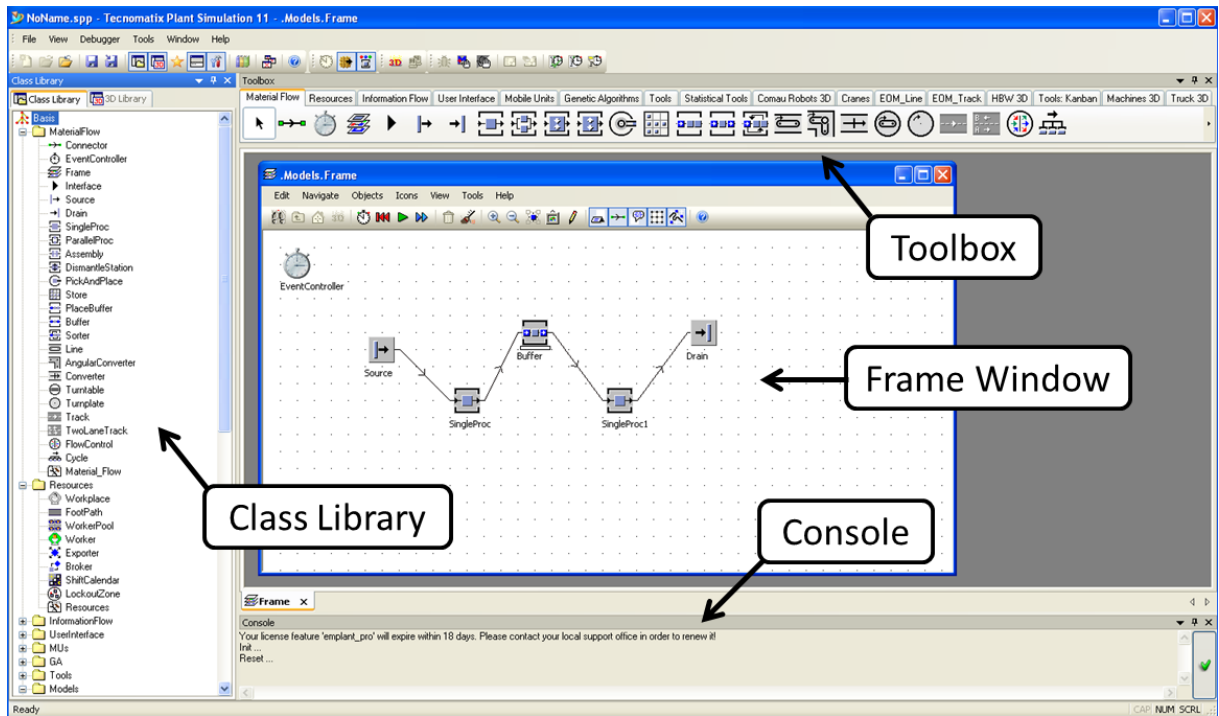 NoName.spp - Tecnomatix Plant Simulation 11 - .Models.Frame
File View Debugger Tools Window Help
3D
Class Library
Toolbox
Class Library 3D Library
Material Flow Resources Information Flow User Interface Mobile Units Genetic Algorithms Tools Statistical Tools Comau Robots 3D Cranes EOM_Line EOM_Track HBW 3D Tools: Kanban Machines 3D Truck 3D
Basis
MaterialFlow
Connector
EventController
Frame
Interface
Source
Drain
SingleProc
ParallelProc
Assembly
DismantleStation
PickAndPlace
Store
PlaceBuffer
Buffer
Sorter
Line
AngularConverter
Converter
Turntable
Turnplate
Track
TwoLaneTrack
FlowControl
Cycle
Material_Flow
Resources
Workplace
FootPath
WorkerPool
Worker
Exporter
Broker
ShiftCalendar
LockoutZone
Resources
InformationFlow
UserInterface
MUs
GA
Tools
Models
.Models.Frame
Edit Navigate Objects Icons View Tools Help
EventController
Source
SingleProc
Buffer
SingleProc1
Drain
Toolbox
Frame Window
Class Library
Console
Frame
Console
Your license feature 'emplant_pro' will expire within 18 days. Please contact your local support office in order to renew it!
Init ...
Reset ...
Ready
CAP NUM SCRL